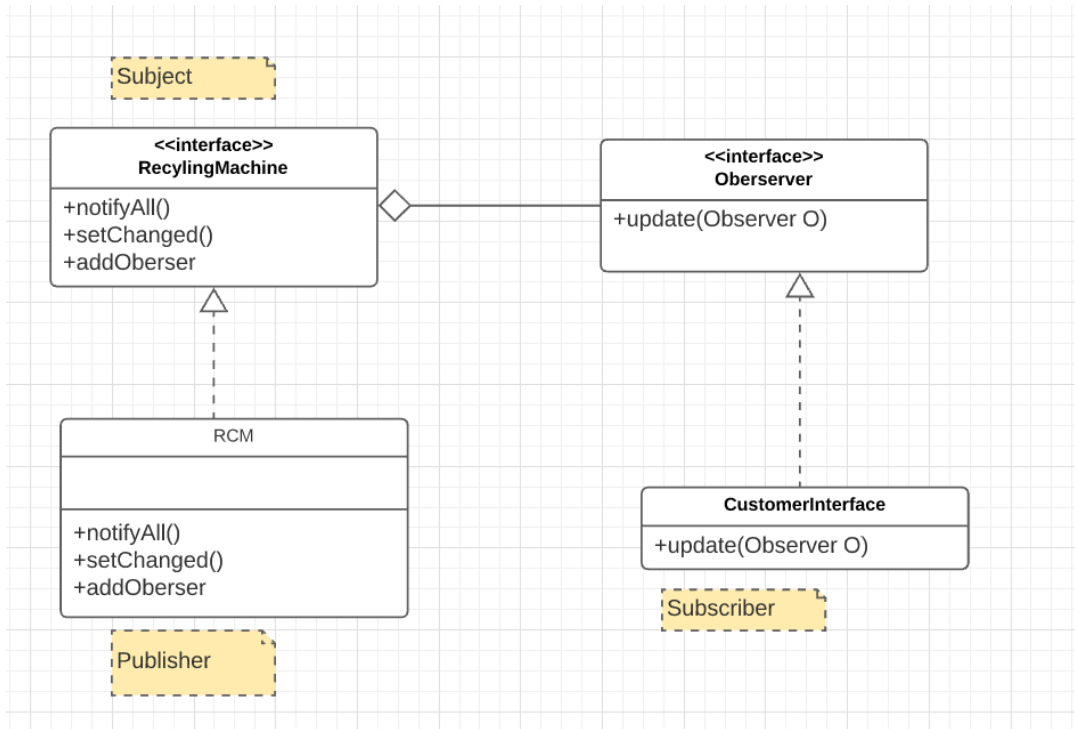 Subject
<<interface>>
RecylingMachine
+notifyAll()
+setChanged()
+addOberser
<<interface>>
Oberserver
+update(Observer O)
RCM
+notifyAll()
+setChanged()
+addOberser
Publisher
CustomerInterface
+update(Observer O)
Subscriber